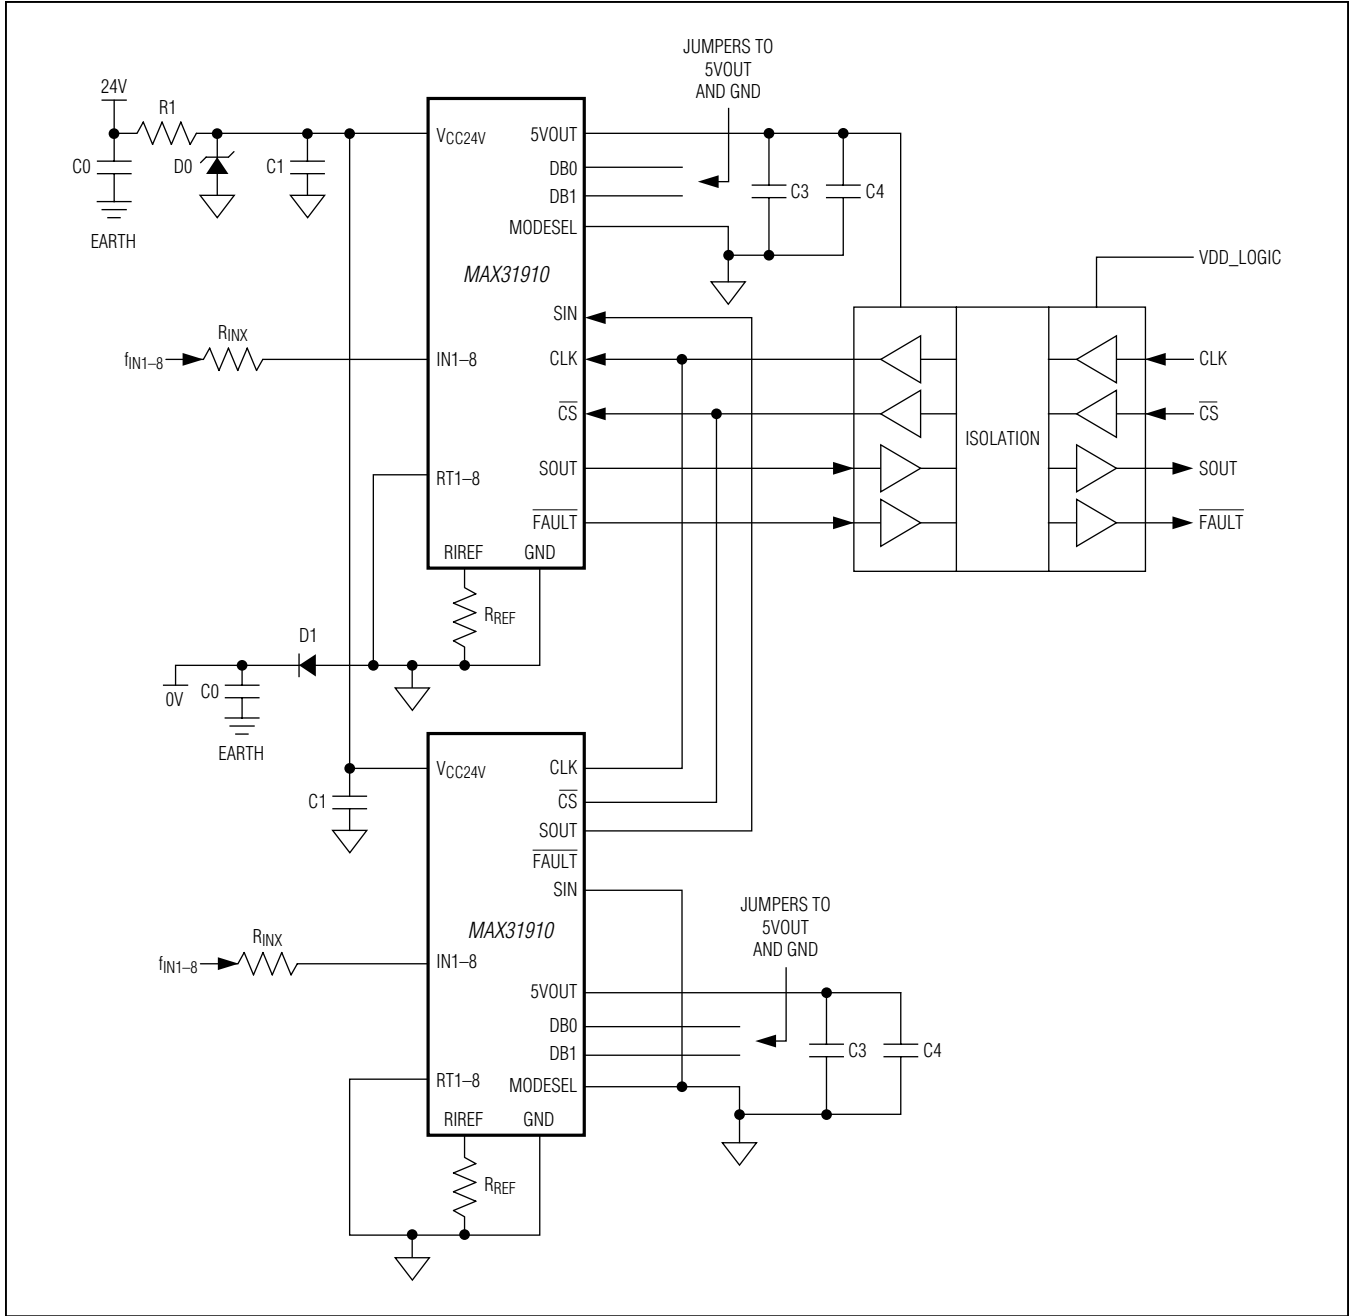 JUMPERS TO
5VOUT
AND GND
24V
R1
C0
D0
C1
EARTH
VCC24V
5VOUT
DB0
DB1
MODESEL
C3
C4
MAX31910
VDD_LOGIC
SIN
RINX
fIN1–8
IN1–8
CLK
CLK
CS
CS
ISOLATION
RT1–8
SOUT
SOUT
FAULT
FAULT
RIREF
GND
RREF
D1
0V
C0
EARTH
VCC24V
CLK
C1
CS
SOUT
FAULT
SIN
JUMPERS TO
5VOUT
AND GND
MAX31910
RINX
fIN1–8
IN1–8
5VOUT
DB0
DB1
C3
C4
RT1–8
MODESEL
RIREF
GND
RREF